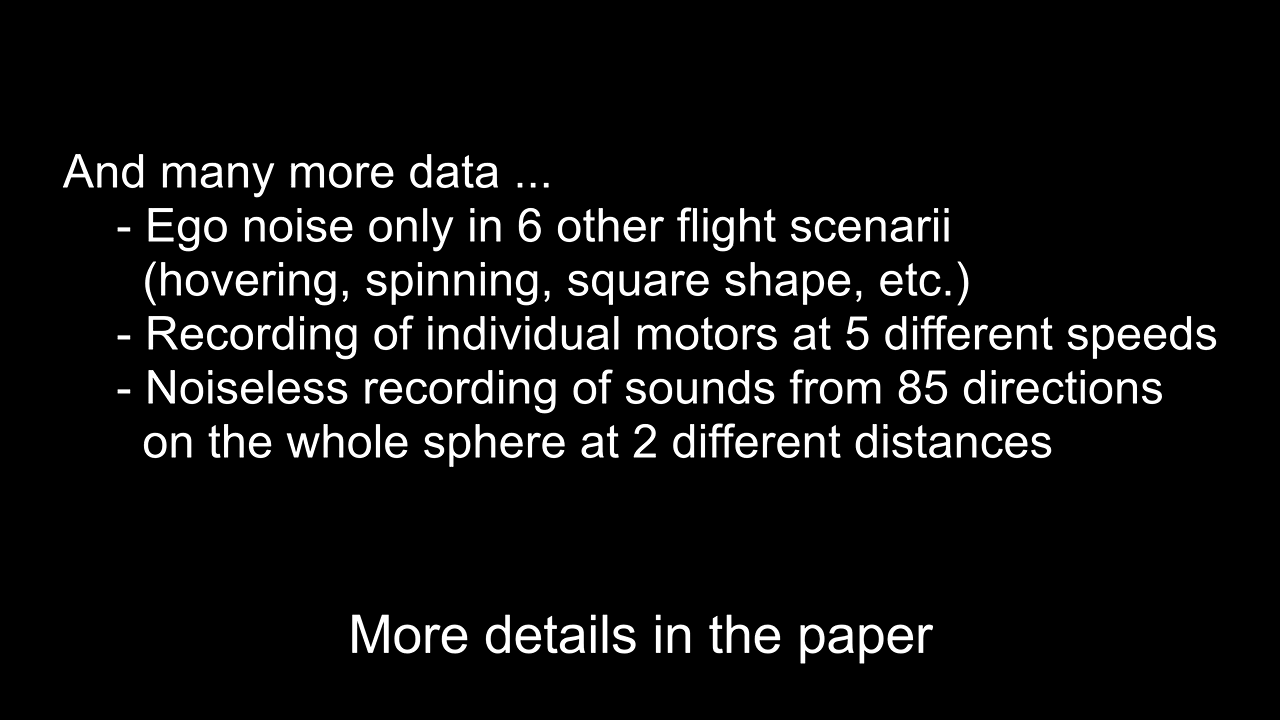 And many more data ...
- Ego noise only in 6 other flight scenarii
(hovering, spinning, square shape, etc.)
- Recording of individual motors at 5 different speeds
- Noiseless recording of sounds from 85 directions
on the whole sphere at 2 different distances
More details in the paper